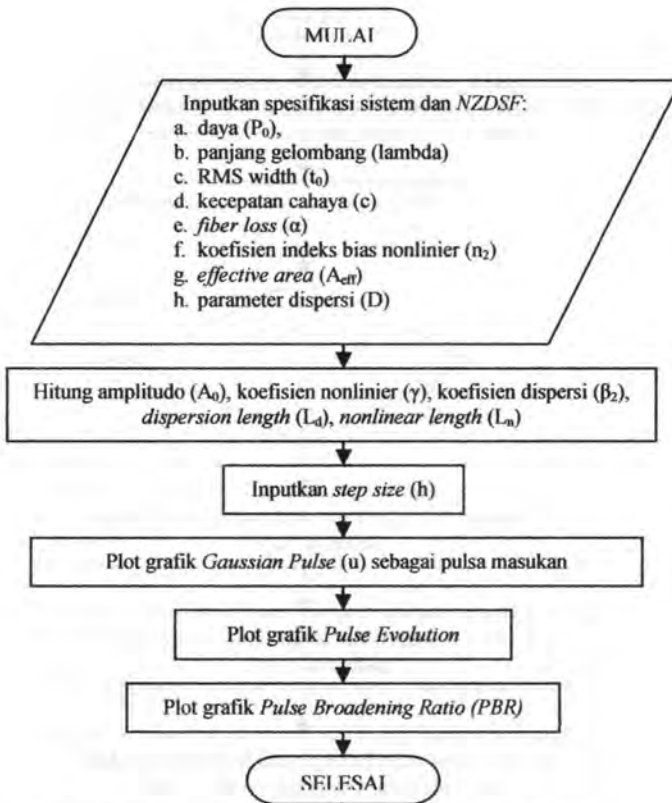 MULAI
Inputkan spesifikasi sistem dan NZDSF:
a. daya (P₀),
b. panjang gelombang (lambda)
c. RMS width (t₀)
d. kecepatan cahaya (c)
e. fiber loss (α)
f. koefisien indeks bias nonlinier (n₂)
g. effective area (Aeff)
h. parameter dispersi (D)
Hitung amplitudo (A₀), koefisien nonlinier (γ), koefisien dispersi (β₂),
dispersion length (Ld), nonlinear length (Ln)
Inputkan step size (h)
Plot grafik Gaussian Pulse (u) sebagai pulsa masukan
Plot grafik Pulse Evolution
Plot grafik Pulse Broadening Ratio (PBR)
SELESAI